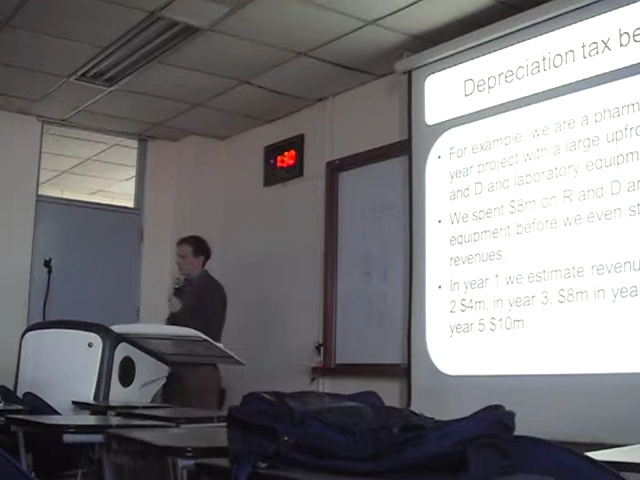 Depreciation tax be
• For example, we are a pharm
year project with a large upfro
and D and laboratory equipm
• We spent $8m on R and D an
equipment before we even st
revenues.
• In year 1 we estimate revenu
2 $4m, in year 3, $8m in yea
year 5 $10m.